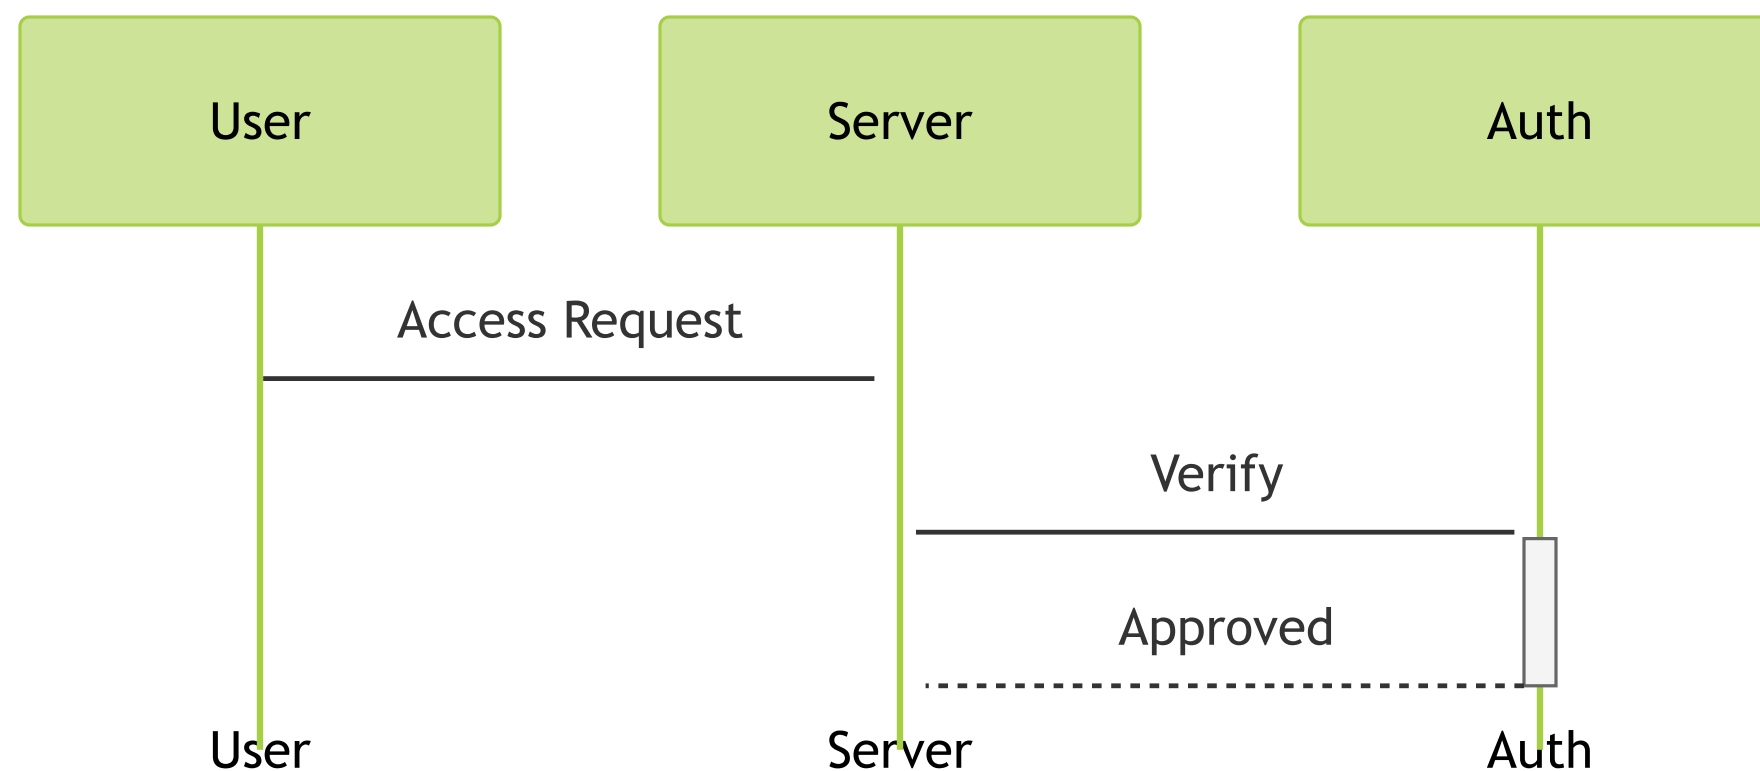 User
Server
Auth
Access Request
Verify
Approved
User
Server
Auth